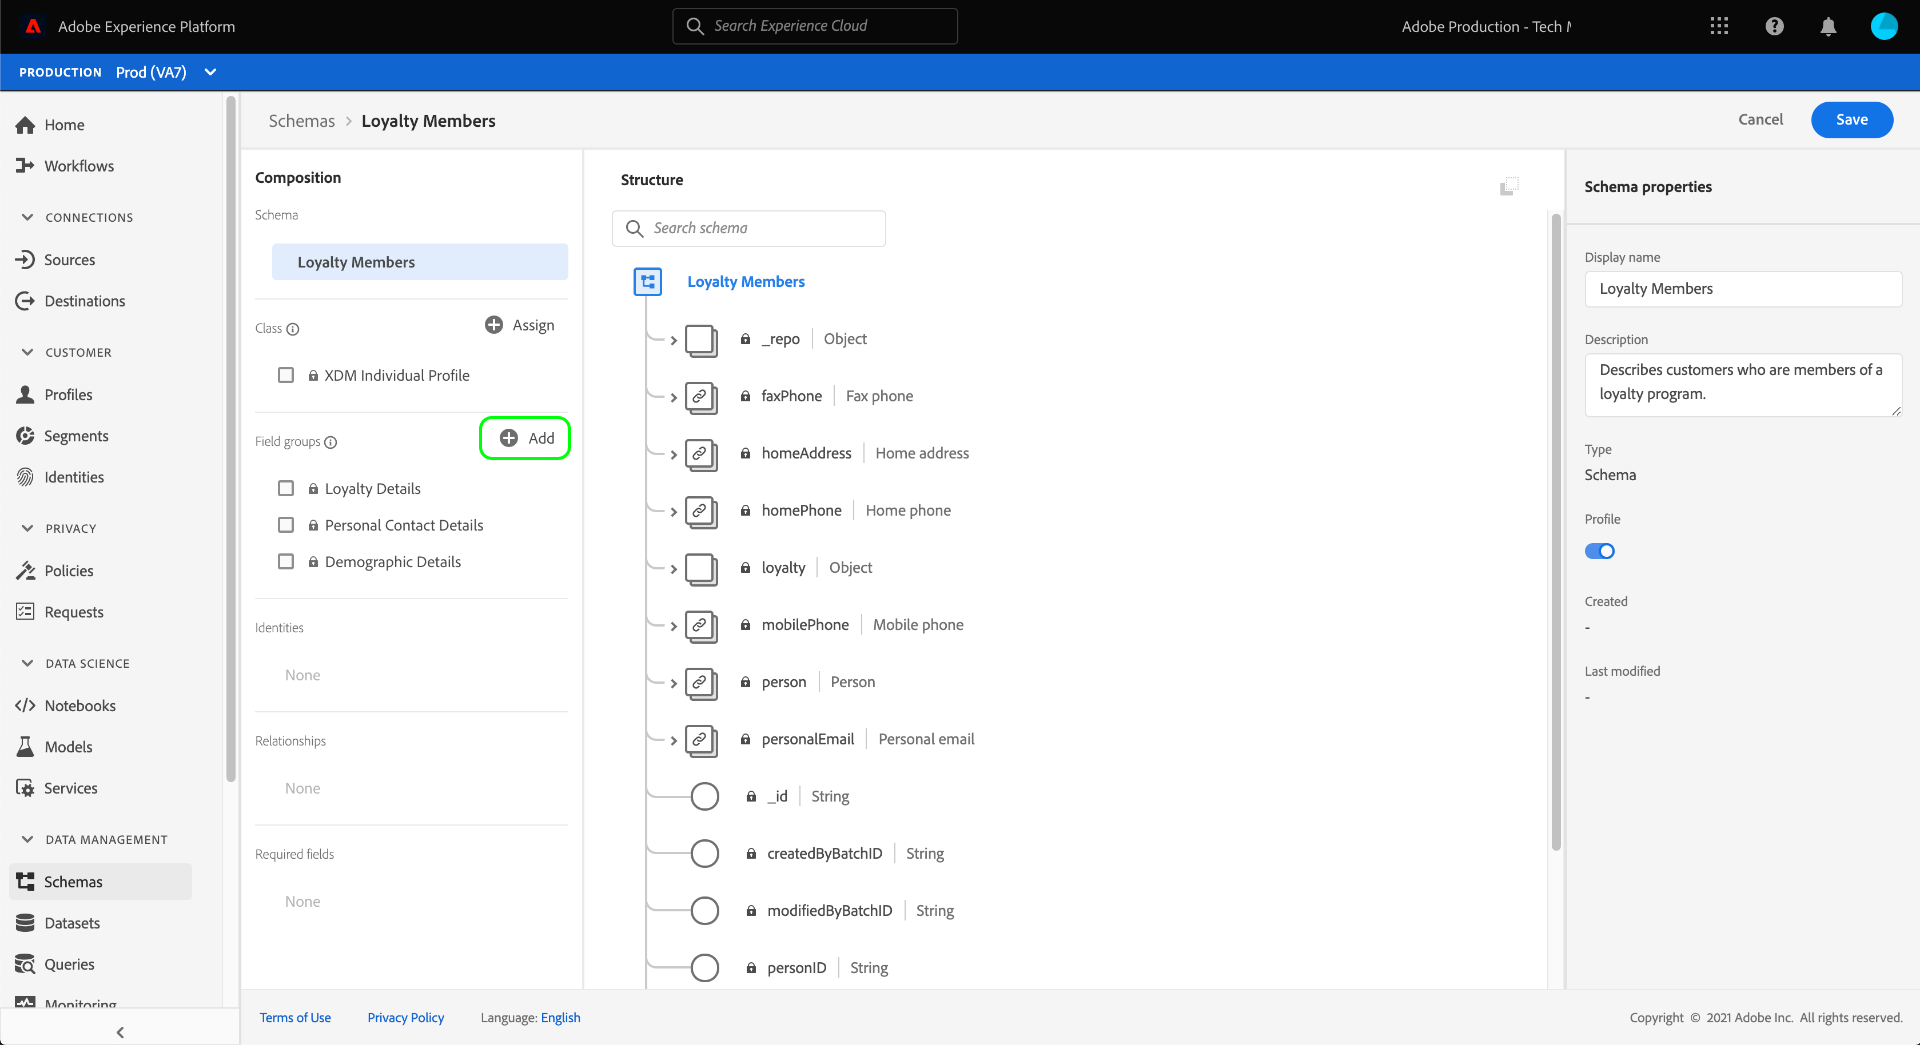 Adobe Experience Platform
Search Experience Cloud
Adobe Production - Tech
PRODUCTION Prod (VA7)
Home
Workflows
CONNECTIONS
Sources
Destinations
CUSTOMER
Profiles
Segments
Identities
PRIVACY
Policies
Requests
DATA SCIENCE
Notebooks
Models
Services
DATA MANAGEMENT
Schemas
Datasets
Queries
Monitoring
Schemas > Loyalty Members
Cancel
Save
Composition
Schema
Loyalty Members
Class
Assign
XDM Individual Profile
Field groups
Add
Loyalty Details
Personal Contact Details
Demographic Details
Identities
None
Relationships
None
Required fields
None
Structure
Search schema
Loyalty Members
_repo | Object
faxPhone | Fax phone
homeAddress | Home address
homePhone | Home phone
loyalty | Object
mobilePhone | Mobile phone
person | Person
personalEmail | Personal email
_id | String
createdByBatchID | String
modifiedByBatchID | String
personID | String
Schema properties
Display name
Loyalty Members
Description
Describes customers who are members of a
loyalty program.
Type
Schema
Profile
Created
-
Last modified
-
Terms of Use
Privacy Policy
Language: English
Copyright © 2021 Adobe Inc. All rights reserved.